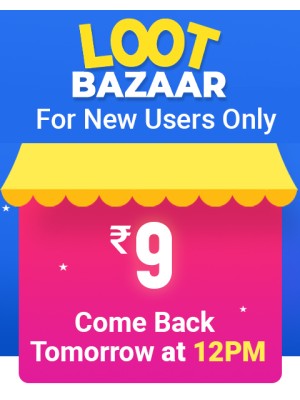 LOOT
BAZAAR
For New Users Only
₹9
Come Back
Tomorrow at 12PM